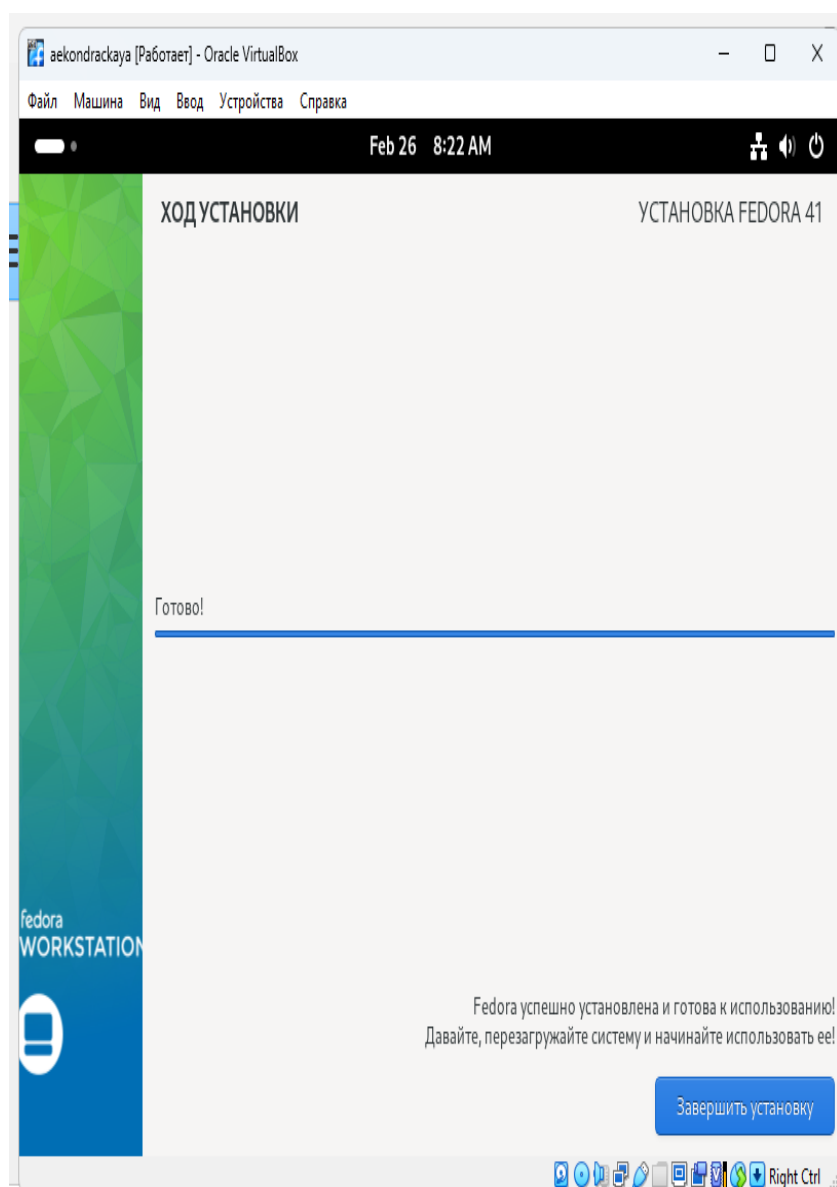 aekondrackaya [Работает] - Oracle VirtualBox
Файл Машина Вид Ввод Устройства Справка
Feb 26 8:22 AM
ХОД УСТАНОВКИ
УСТАНОВКА FEDORA 41
Готово!
fedora
WORKSTATION
Fedora успешно установлена и готова к использованию!
Давайте, перезагружайте систему и начинайте использовать ее!
Завершить установку
Right Ctrl